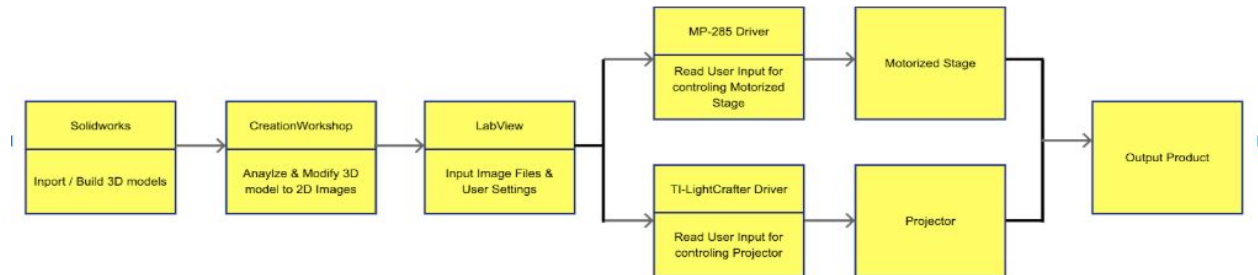 Solidworks
Inport / Build 3D models
CreationWorkshop
Anaylze & Modify 3D
model to 2D Images
LabView
Input Image Files &
User Settings
MP-285 Driver
Read User Input for
controling Motorized
Stage
Motorized Stage
TI-LightCrafter Driver
Read User Input for
controling Projector
Projector
Output Product